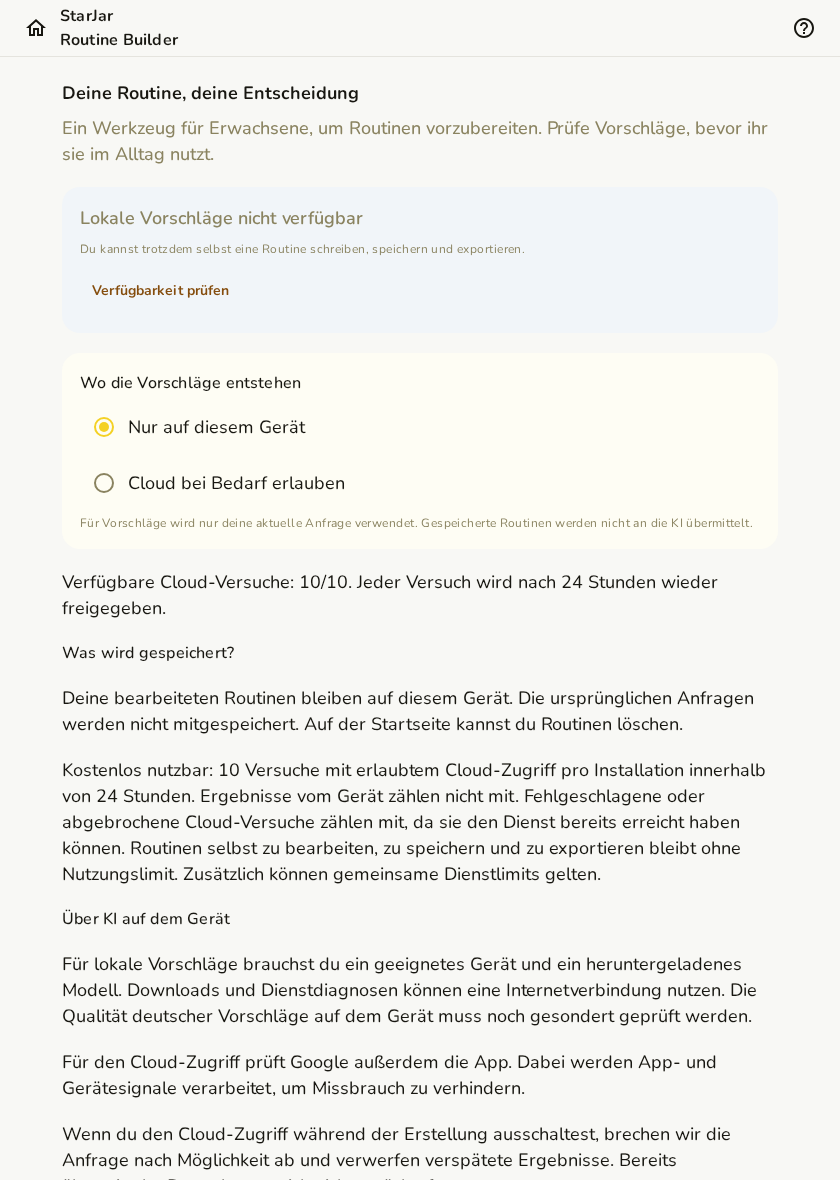 StarJar
Routine Builder
Deine Routine, deine Entscheidung
Ein Werkzeug für Erwachsene, um Routinen vorzubereiten. Prüfe Vorschläge, bevor ihr
sie im Alltag nutzt.
Lokale Vorschläge nicht verfügbar
Du kannst trotzdem selbst eine Routine schreiben, speichern und exportieren.
Verfügbarkeit prüfen
Wo die Vorschläge entstehen
Nur auf diesem Gerät
Cloud bei Bedarf erlauben
Für Vorschläge wird nur deine aktuelle Anfrage verwendet. Gespeicherte Routinen werden nicht an die KI übermittelt.
Verfügbare Cloud-Versuche: 10/10. Jeder Versuch wird nach 24 Stunden wieder
freigegeben.
Was wird gespeichert?
Deine bearbeiteten Routinen bleiben auf diesem Gerät. Die ursprünglichen Anfragen
werden nicht mitgespeichert. Auf der Startseite kannst du Routinen löschen.
Kostenlos nutzbar: 10 Versuche mit erlaubtem Cloud-Zugriff pro Installation innerhalb
von 24 Stunden. Ergebnisse vom Gerät zählen nicht mit. Fehlgeschlagene oder
abgebrochene Cloud-Versuche zählen mit, da sie den Dienst bereits erreicht haben
können. Routinen selbst zu bearbeiten, zu speichern und zu exportieren bleibt ohne
Nutzungslimit. Zusätzlich können gemeinsame Dienstlimits gelten.
Über KI auf dem Gerät
Für lokale Vorschläge brauchst du ein geeignetes Gerät und ein heruntergeladenes
Modell. Downloads und Dienstdiagnosen können eine Internetverbindung nutzen. Die
Qualität deutscher Vorschläge auf dem Gerät muss noch gesondert geprüft werden.
Für den Cloud-Zugriff prüft Google außerdem die App. Dabei werden App- und
Gerätesignale verarbeitet, um Missbrauch zu verhindern.
Wenn du den Cloud-Zugriff während der Erstellung ausschaltest, brechen wir die
Anfrage nach Möglichkeit ab und verwerfen verspätete Ergebnisse. Bereits